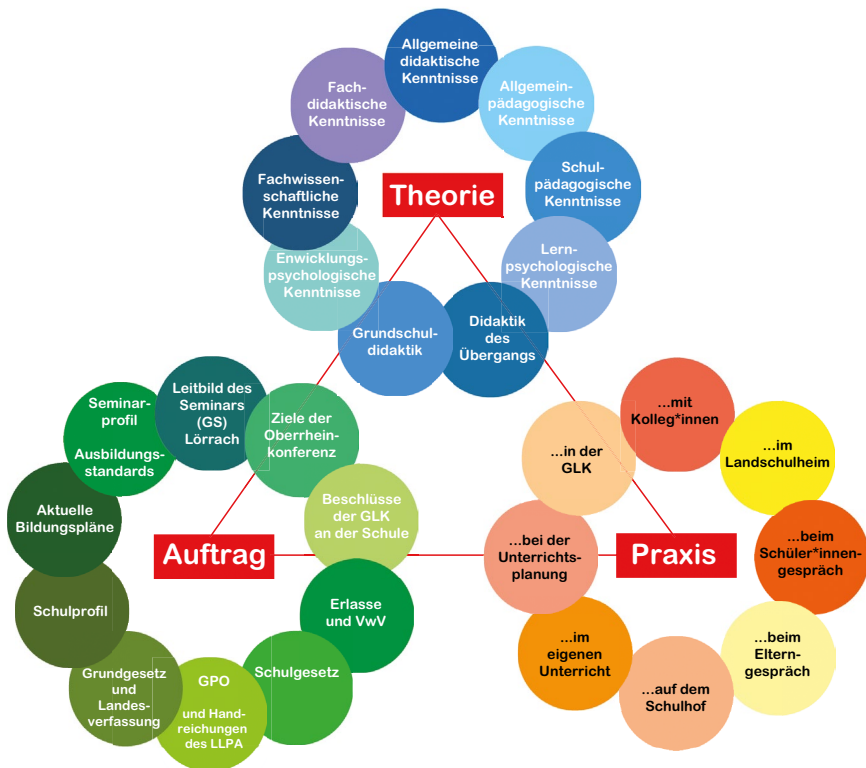 Allgemeine
didaktische
Kenntnisse
Fach-
didaktische
Kenntnisse
Allgemein-
pädagogische
Kenntnisse
Fachwissen-
schaftliche
Kenntnisse
Theorie
Schul-
pädagogische
Kenntnisse
Enwicklungs-
psychologische
Kenntnisse
Lern-
psychologische
Kenntnisse
Grundschul-
didaktik
Didaktik
des
Übergangs
Seminar-
profil
Ausbildungs-
standards
Leitbild des
Seminars
(GS)
Lörrach
Ziele der
Oberrhein-
konferenz
Aktuelle
Bildungspläne
Beschlüsse
der GLK
an der Schule
Auftrag
Schulprofil
Erlasse
und VwV
Grundgesetz
und
Landes-
verfassung
GPO
und Hand-
reichungen
des LLPA
Schulgesetz
...mit
Kolleg*innen
...in der
GLK
...im
Landschulheim
...bei der
Unterrichts-
planung
Praxis
...beim
Schüler*innen-
gespräch
...im
eigenen
Unterricht
...beim
Eltern-
gespräch
...auf dem
Schulhof